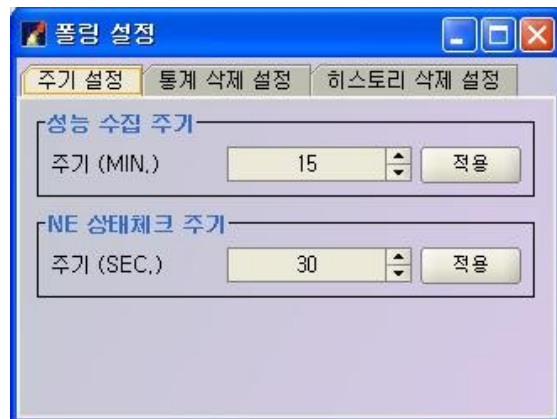 폴링 설정
주기 설정 통계 삭제 설정 히스토리 삭제 설정
성능 수집 주기
주기 (MIN.) 15 적용
NE 상태체크 주기
주기 (SEC.) 30 적용